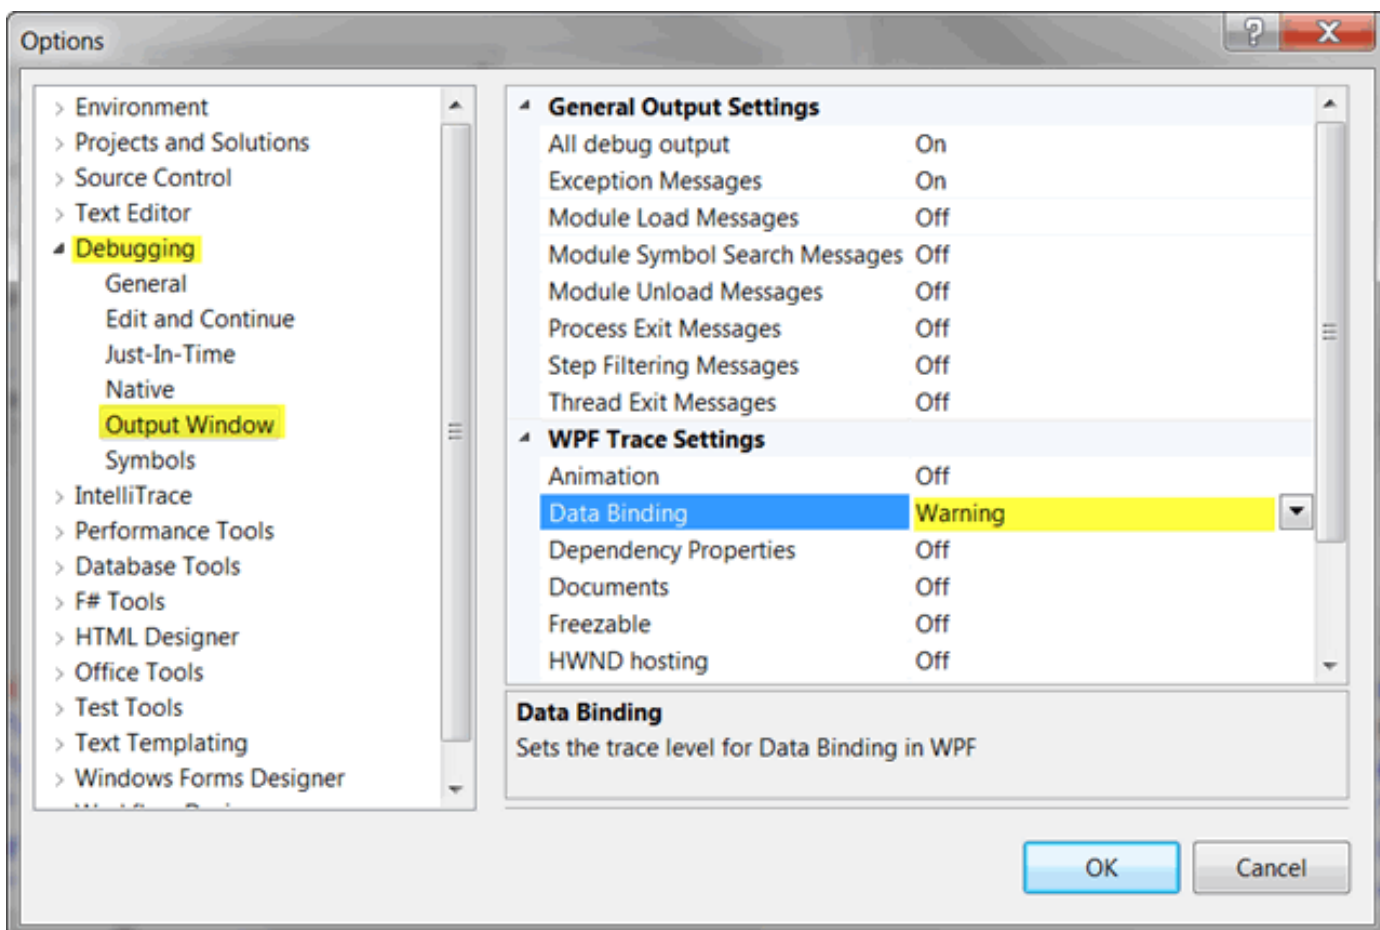 Options
Environment
Projects and Solutions
Source Control
Text Editor
Debugging
General
Edit and Continue
Just-In-Time
Native
Output Window
Symbols
IntelliTrace
Performance Tools
Database Tools
F# Tools
HTML Designer
Office Tools
Test Tools
Text Templating
Windows Forms Designer
General Output Settings
All debug output On
Exception Messages On
Module Load Messages Off
Module Symbol Search Messages Off
Module Unload Messages Off
Process Exit Messages Off
Step Filtering Messages Off
Thread Exit Messages Off
WPF Trace Settings
Animation Off
Data Binding Warning
Dependency Properties Off
Documents Off
Freezable Off
HWND hosting Off
Data Binding
Sets the trace level for Data Binding in WPF
OK Cancel